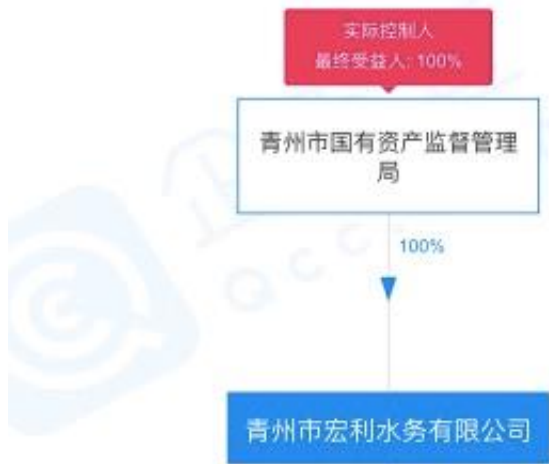 实际控制人
最终受益人: 100%
青州市国有资产监督管理
局
100%
QCC
青州市宏利水务有限公司